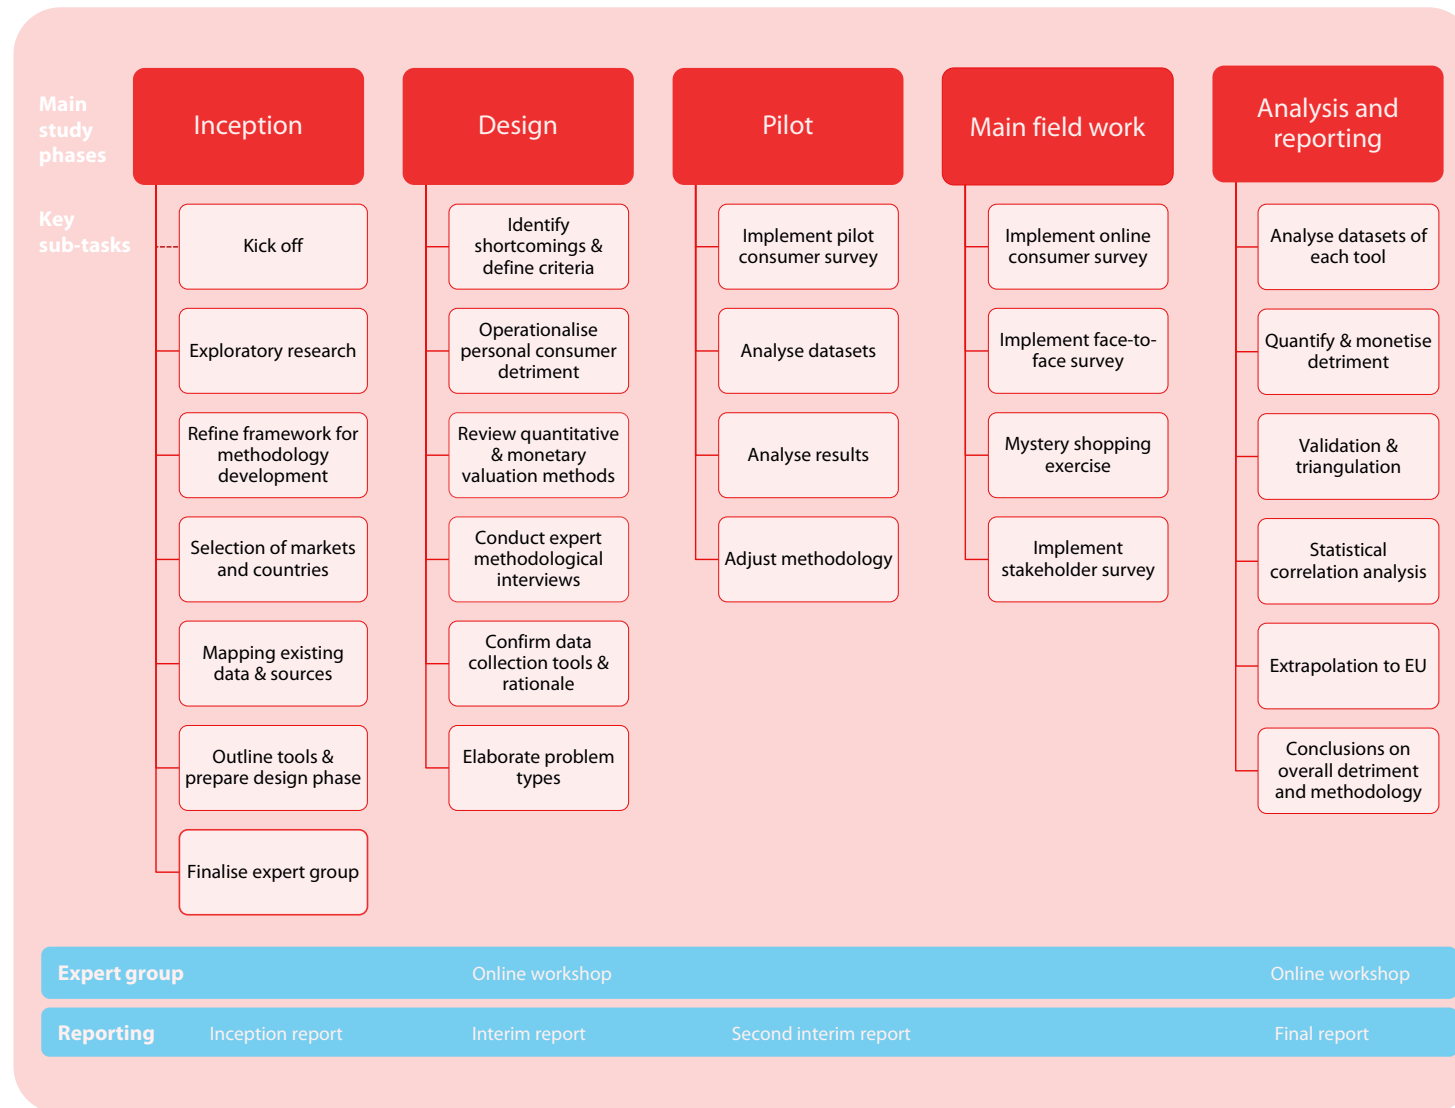 Main
study
phases
Inception
Design
Pilot
Main field work
Analysis and
reporting
Key
sub-tasks
Kick off
Exploratory research
Refine framework for
methodology
development
Selection of markets
and countries
Mapping existing
data & sources
Outline tools &
prepare design phase
Finalise expert group
Identify
shortcomings &
define criteria
Operationalise
personal consumer
detriment
Review quantitative
& monetary
valuation methods
Conduct expert
methodological
interviews
Confirm data
collection tools &
rationale
Elaborate problem
types
Implement pilot
consumer survey
Analyse datasets
Analyse results
Adjust methodology
Implement online
consumer survey
Implement face-to-
face survey
Mystery shopping
exercise
Implement
stakeholder survey
Analyse datasets of
each tool
Quantify & monetise
detriment
Validation &
triangulation
Statistical
correlation analysis
Extrapolation to EU
Conclusions on
overall detriment
and methodology
Expert group
Online workshop
Online workshop
Reporting
Inception report
Interim report
Second interim report
Final report